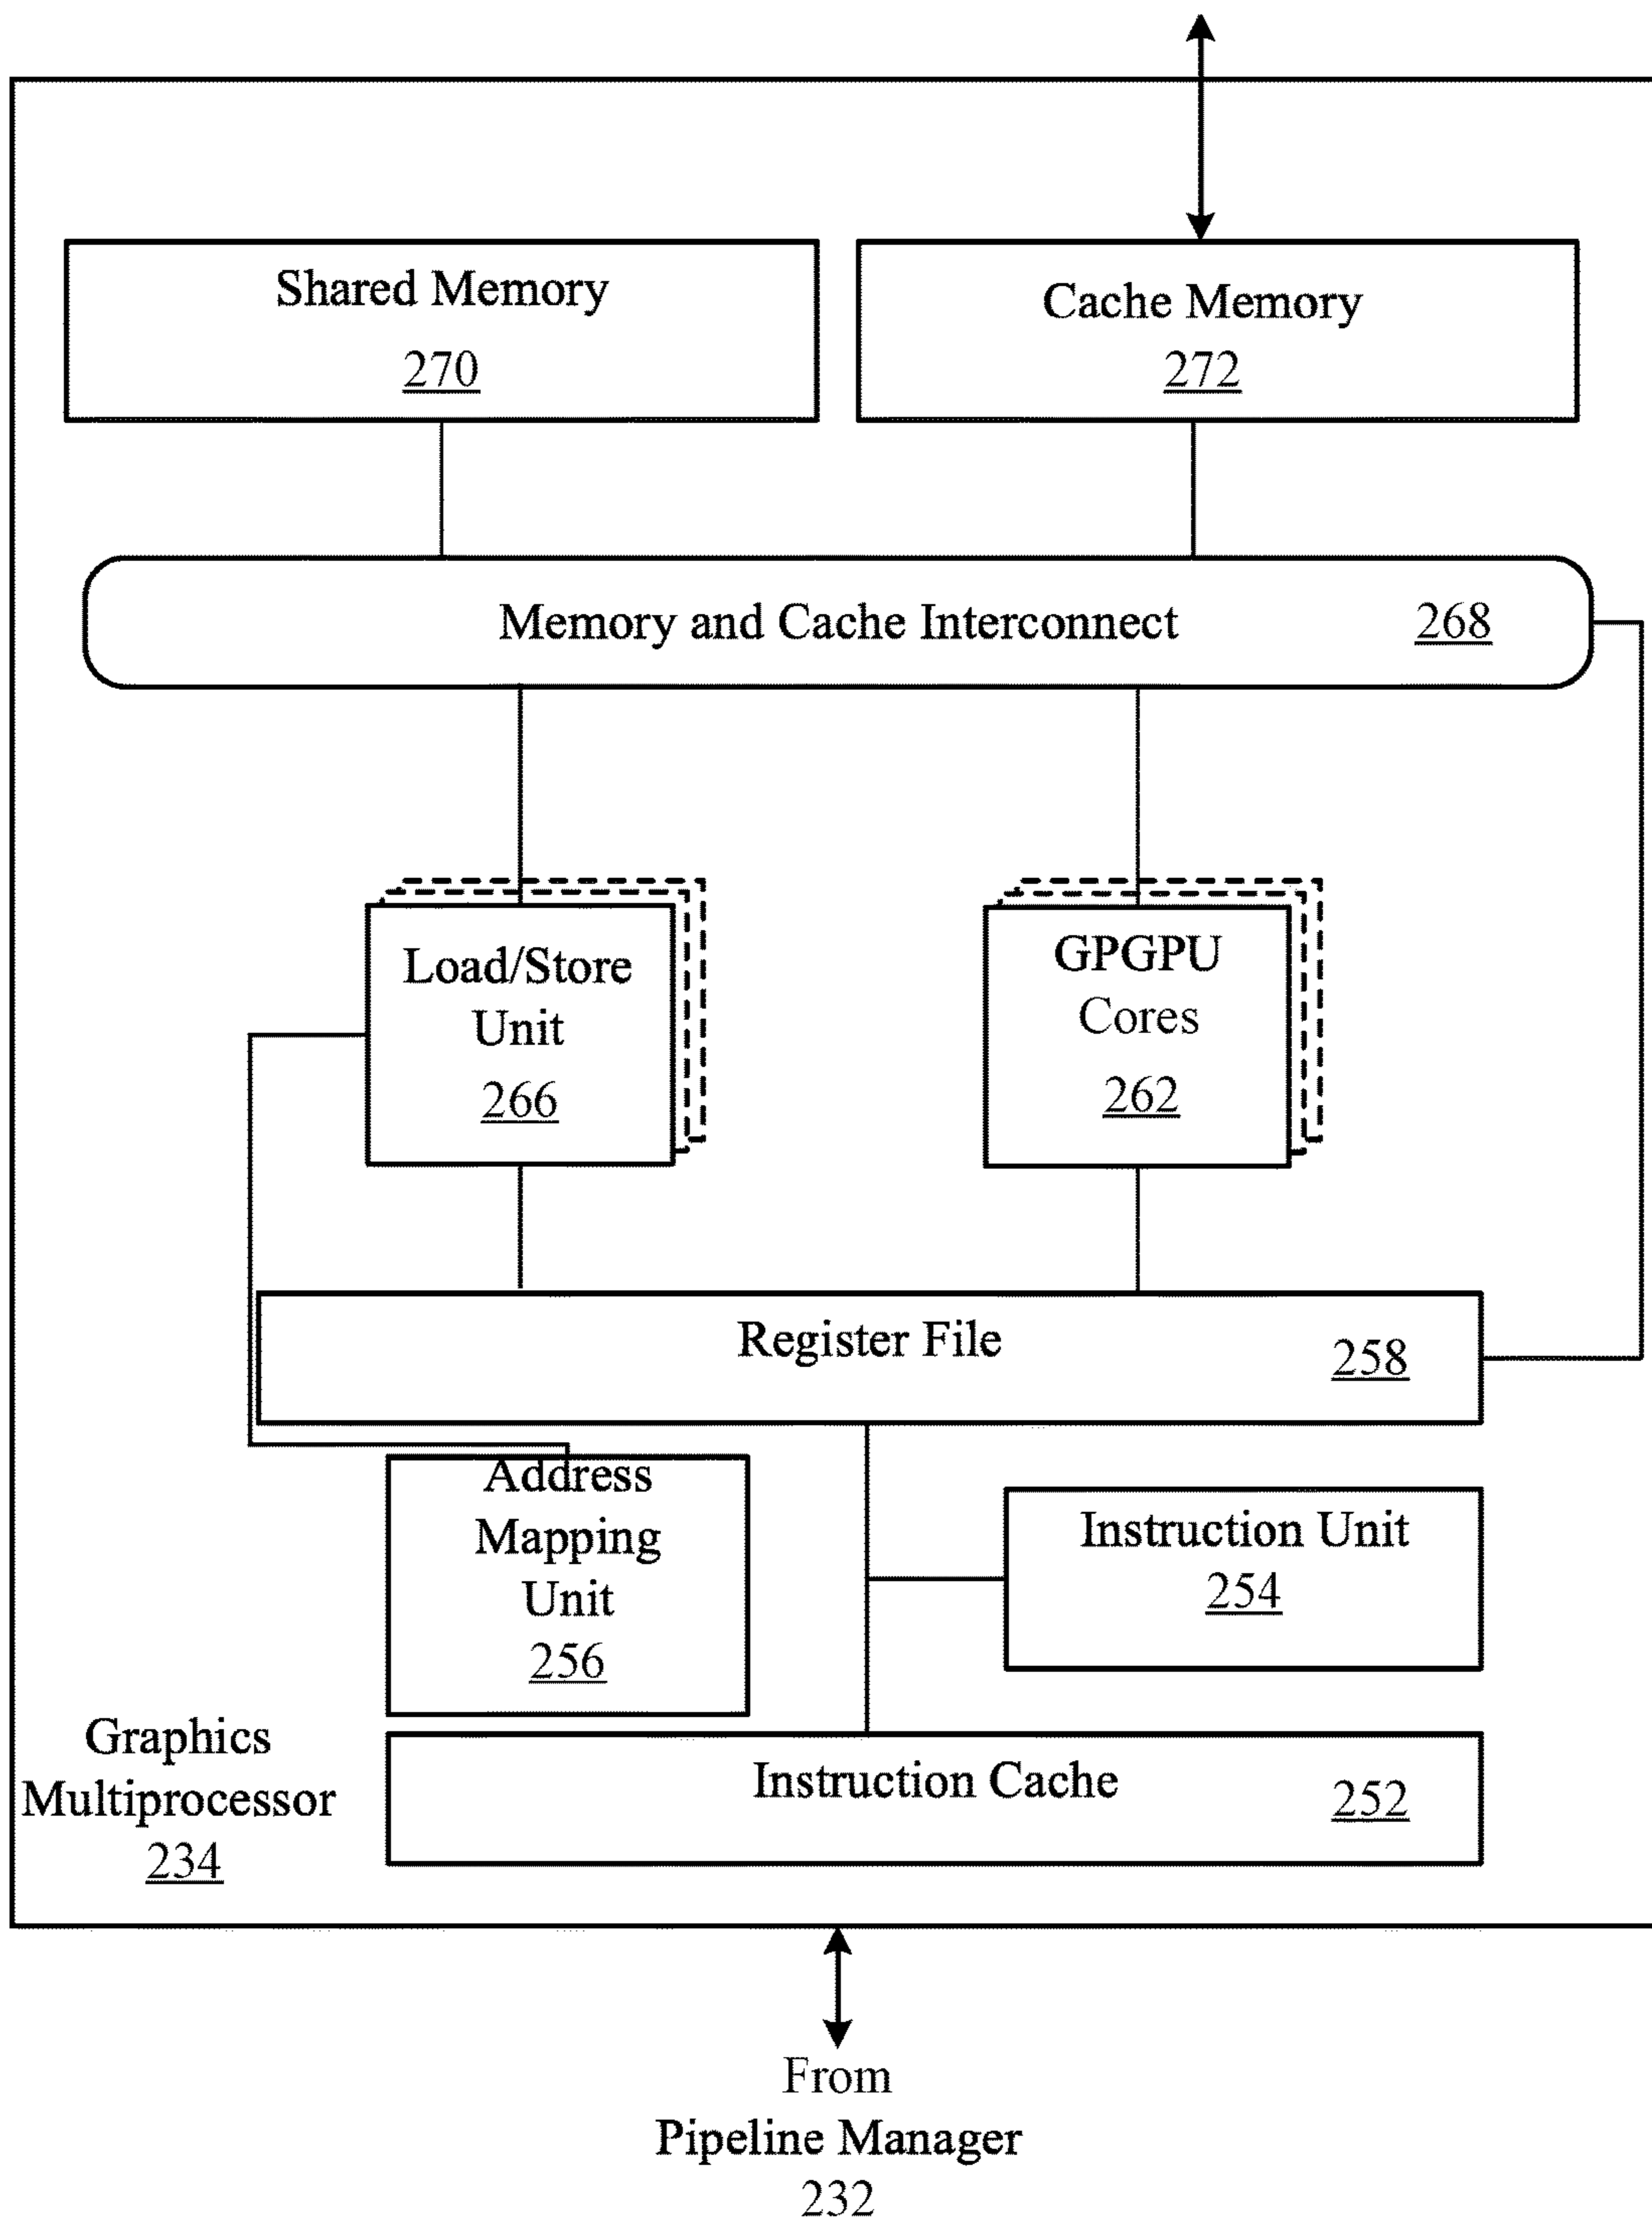 Shared Memory
270
Cache Memory
272
Memory and Cache Interconnect 268
Load/Store
Unit
266
GPGPU
Cores
262
Register File 258
Address
Mapping
Unit
256
Instruction Unit
254
Graphics
Multiprocessor
234
Instruction Cache 252
From
Pipeline Manager
232